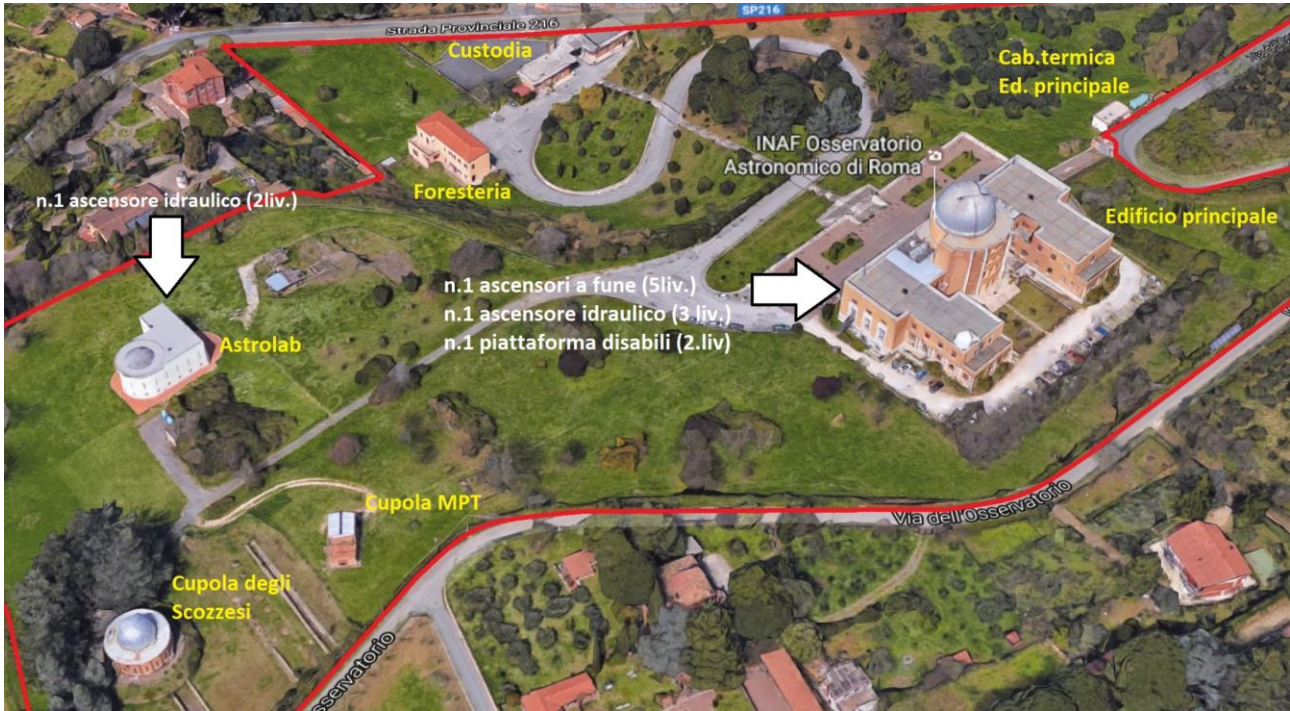 SP216
Strada Provinciale 216
Custodia
Cab.termica
Ed. principale
INAF Osservatorio
Astronomico di Roma
Foresteria
n.1 ascensore idraulico (2liv.)
Edificio principale
n.1 ascensori a fune (5liv.)
n.1 ascensore idraulico (3 liv.)
n.1 piattaforma disabili (2.liv)
Astrolab
Cupola MPT
Via dell'Osservatorio
Cupola degli
Scozzesi